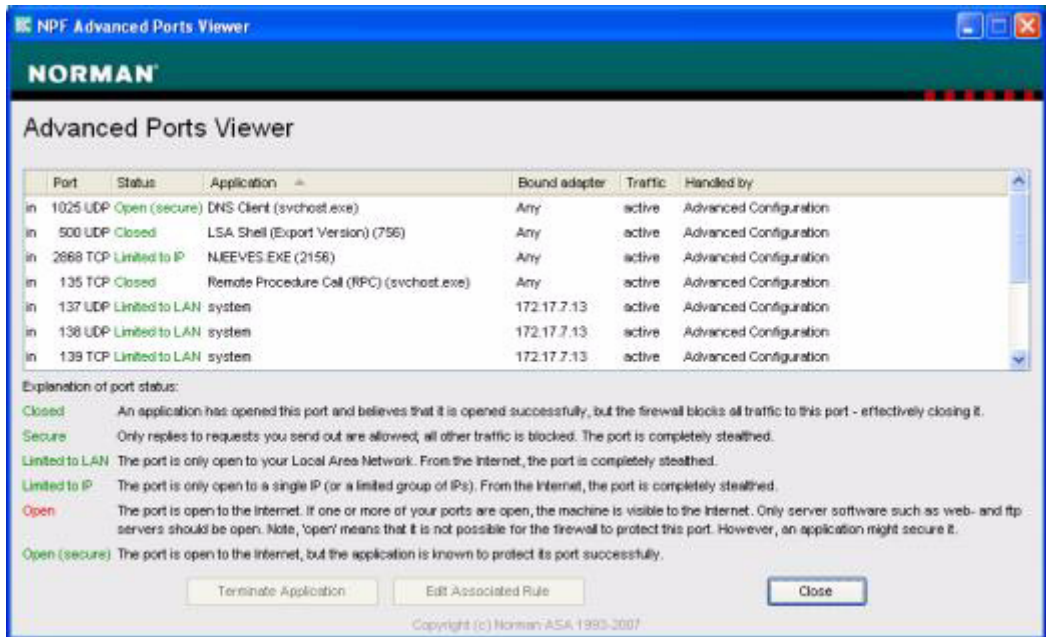 NPF Advanced Ports Viewer
NORMAN
Advanced Ports Viewer
Port Status Application Bound adapter Traffic Handled by
in 1025 UDP Open (secure) DNS Client (svchost.exe) Any active Advanced Configuration
in 500 UDP Closed LSA Shell (Export Version) (756) Any active Advanced Configuration
in 2868 TCP Limited to IP NJEEVES.EXE (2156) Any active Advanced Configuration
in 135 TCP Closed Remote Procedure Call (RPC) (svchost.exe) Any active Advanced Configuration
in 137 UDP Limited to LAN system 172.17.7.13 active Advanced Configuration
in 138 UDP Limited to LAN system 172.17.7.13 active Advanced Configuration
in 139 TCP Limited to LAN system 172.17.7.13 active Advanced Configuration
Explanation of port status:
Closed An application has opened this port and believes that it is opened successfully, but the firewall blocks all traffic to this port - effectively closing it.
Secure Only replies to requests you send out are allowed; all other traffic is blocked. The port is completely stealthed.
Limited to LAN The port is only open to your Local Area Network. From the Internet, the port is completely stealthed.
Limited to IP The port is only open to a single IP (or a limited group of IPs). From the Internet, the port is completely stealthed.
Open The port is open to the Internet. If one or more of your ports are open, the machine is visible to the Internet. Only server software such as web- and ftp
servers should be open. Note, 'open' means that it is not possible for the firewall to protect this port. However, an application might secure it.
Open (secure) The port is open to the Internet, but the application is known to protect its port successfully.
Terminate Application Edit Associated Rule Close
Copyright (c) Norman ASA 1993-2007